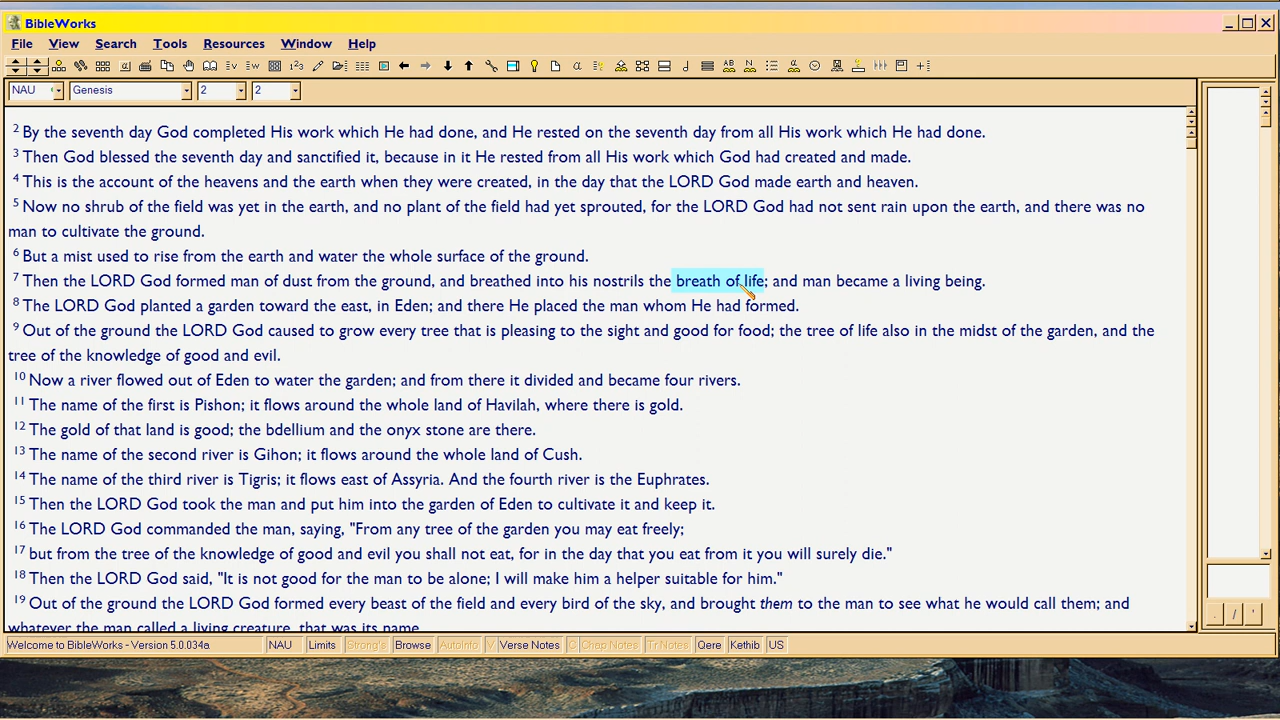 BibleWorks
File View Search Tools Resources Window Help
NAU Genesis 2 2
2 By the seventh day God completed His work which He had done, and He rested on the seventh day from all His work which He had done.
3 Then God blessed the seventh day and sanctified it, because in it He rested from all His work which God had created and made.
4 This is the account of the heavens and the earth when they were created, in the day that the LORD God made earth and heaven.
5 Now no shrub of the field was yet in the earth, and no plant of the field had yet sprouted, for the LORD God had not sent rain upon the earth, and there was no
man to cultivate the ground.
6 But a mist used to rise from the earth and water the whole surface of the ground.
7 Then the LORD God formed man of dust from the ground, and breathed into his nostrils the breath of life; and man became a living being.
8 The LORD God planted a garden toward the east, in Eden; and there He placed the man whom He had formed.
9 Out of the ground the LORD God caused to grow every tree that is pleasing to the sight and good for food; the tree of life also in the midst of the garden, and the
tree of the knowledge of good and evil.
10 Now a river flowed out of Eden to water the garden; and from there it divided and became four rivers.
11 The name of the first is Pishon; it flows around the whole land of Havilah, where there is gold.
12 The gold of that land is good; the bdellium and the onyx stone are there.
13 The name of the second river is Gihon; it flows around the whole land of Cush.
14 The name of the third river is Tigris; it flows east of Assyria. And the fourth river is the Euphrates.
15 Then the LORD God took the man and put him into the garden of Eden to cultivate it and keep it.
16 The LORD God commanded the man, saying, "From any tree of the garden you may eat freely;
17 but from the tree of the knowledge of good and evil you shall not eat, for in the day that you eat from it you will surely die."
18 Then the LORD God said, "It is not good for the man to be alone; I will make him a helper suitable for him."
19 Out of the ground the LORD God formed every beast of the field and every bird of the sky, and brought them to the man to see what he would call them; and
whatever the man called a living creature, that was its name.
. / '
Welcome to BibleWorks - Version 5.0.034a NAU Limits Strong's Browse AutoInfo V Verse Notes C Chap Notes Tr Notes Qere Kethib US